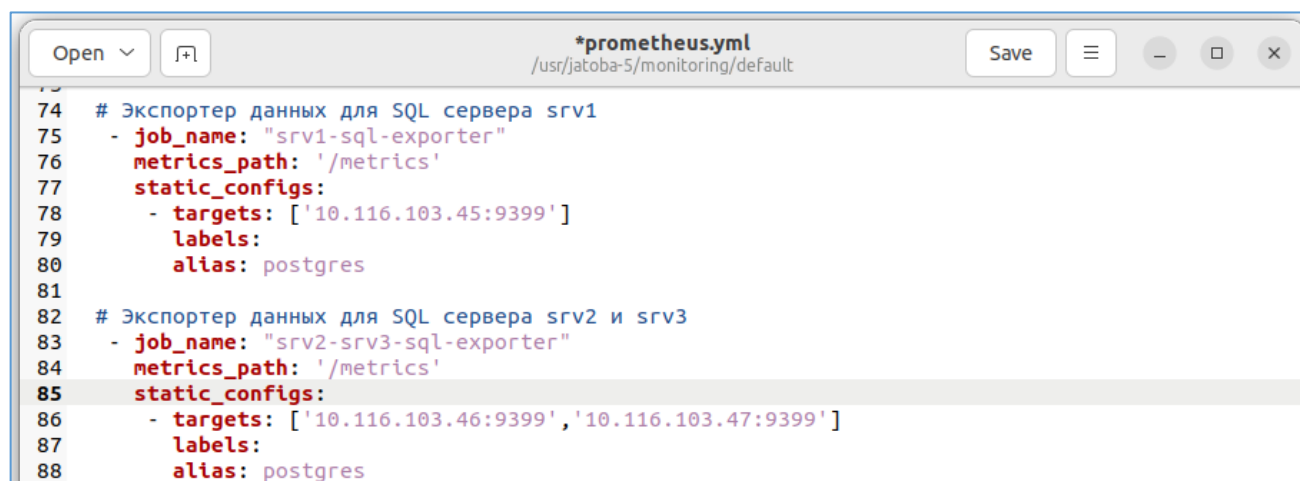 Open
*prometheus.yml
/usr/jatoba-5/monitoring/default
Save
74 # Экспортер данных для SQL сервера srv1
75 - job_name: "srv1-sql-exporter"
76 metrics_path: '/metrics'
77 static_configs:
78 - targets: ['10.116.103.45:9399']
79 labels:
80 alias: postgres
81
82 # Экспортер данных для SQL сервера srv2 и srv3
83 - job_name: "srv2-srv3-sql-exporter"
84 metrics_path: '/metrics'
85 static_configs:
86 - targets: ['10.116.103.46:9399','10.116.103.47:9399']
87 labels:
88 alias: postgres